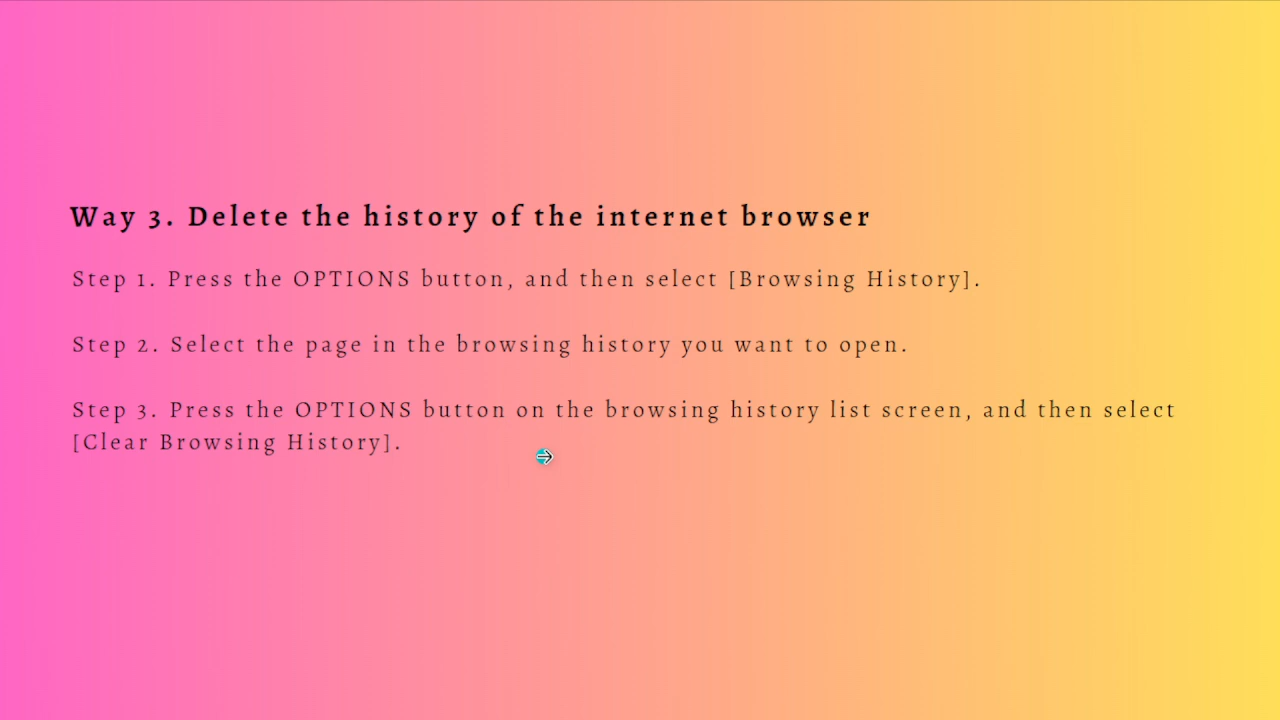 Way 3. Delete the history of the internet browser
Step 1. Press the OPTIONS button, and then select [Browsing History].
Step 2. Select the page in the browsing history you want to open.
Step 3. Press the OPTIONS button on the browsing history list screen, and then select
[Clear Browsing History].